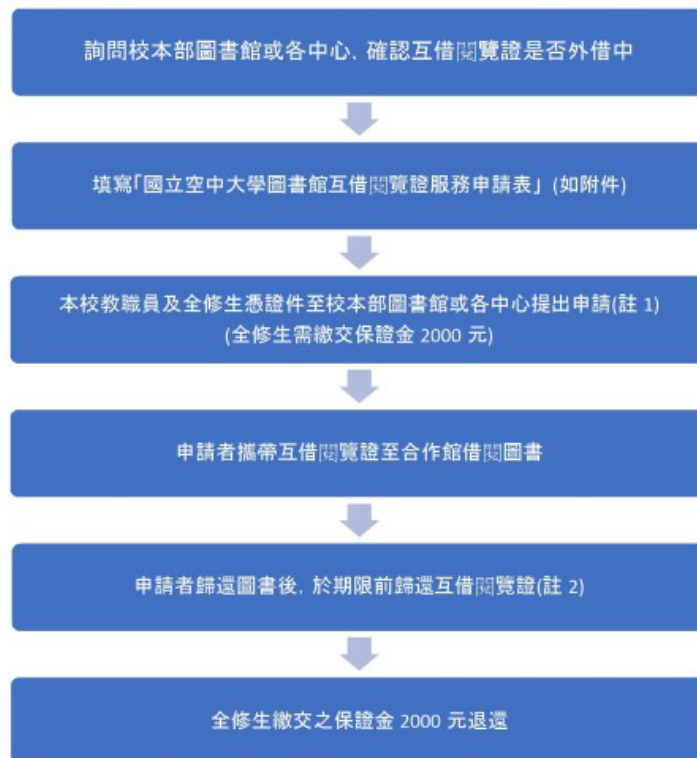 詢問校本部圖書館或各中心, 確認互借閱覽證是否外借中
填寫「國立空中大學圖書館互借閱覽證服務申請表」 (如附件)
本校教職員及全修生憑證件至校本部圖書館或各中心提出申請(註 1)
(全修生需繳交保證金 2000 元)
申請者攜帶互借閱覽證至合作館借閱圖書
申請者歸還圖書後, 於期限前歸還互借閱覽證(註 2)
全修生繳交之保證金 2000 元退還